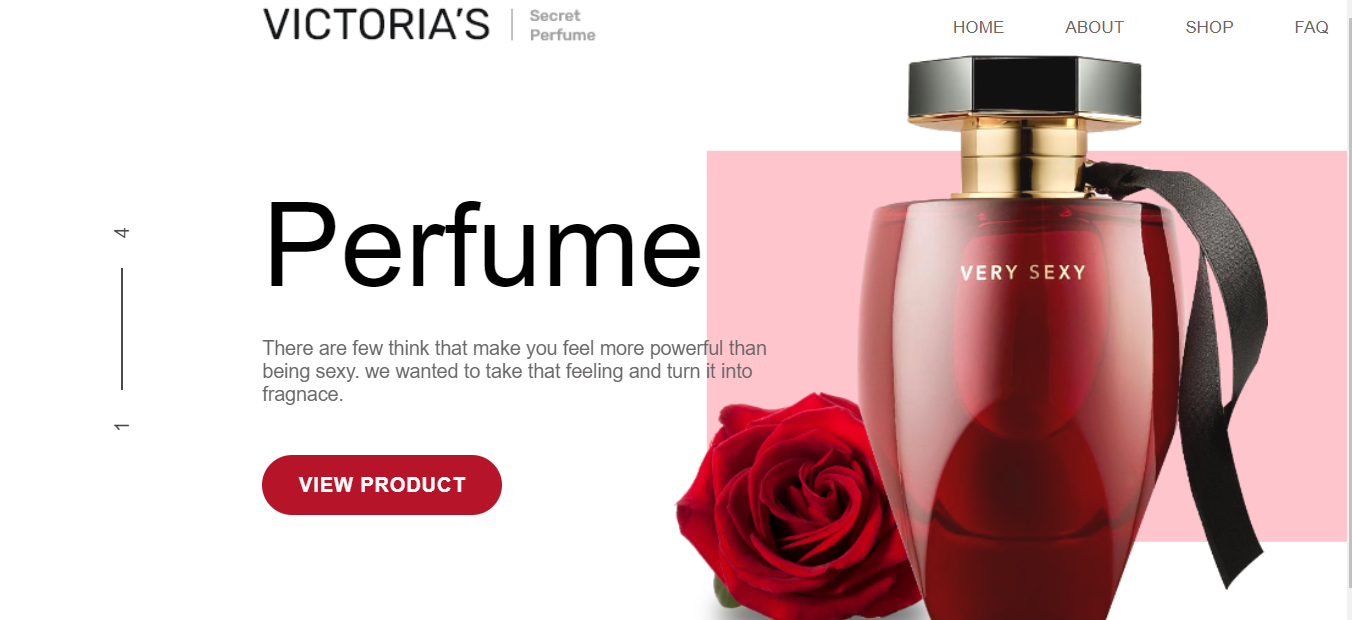 VICTORIA'S
Secret
Perfume
HOME ABOUT SHOP FAQ
Perfume
There are few think that make you feel more powerful than
being sexy. we wanted to take that feeling and turn it into
fragnace.
VIEW PRODUCT
4
1
VERY SEXY